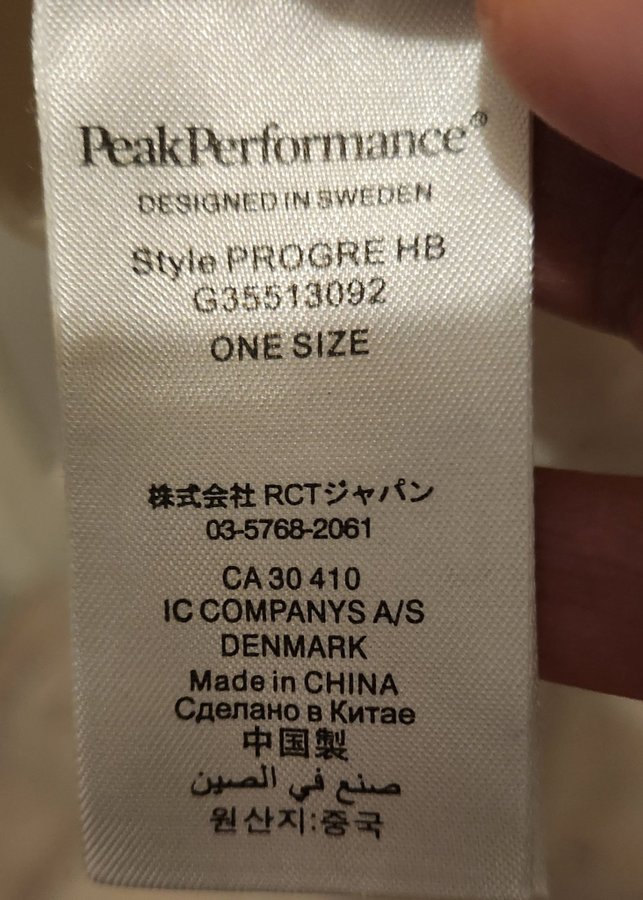 PeakPerformance®
DESIGNED IN SWEDEN
Style PROGRE HB
G35513092
ONE SIZE
株式会社 RCTジャパン
03-5768-2061
CA 30 410
IC COMPANYS A/S
DENMARK
Made in CHINA
Сделано в Китае
中国製
صنع في الصين
원산지:중국